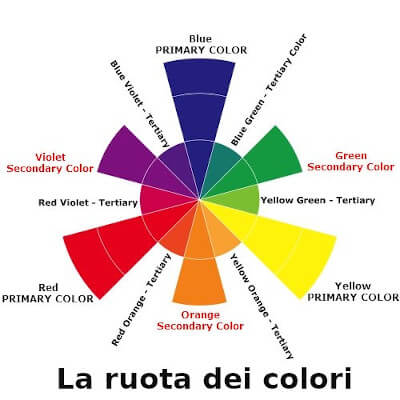 Blue
PRIMARY COLOR
Blue Violet - Tertiary
Blue Green - Tertiary Color
Violet
Secondary Color
Green
Secondary Color
Red Violet - Tertiary
Yellow Green - Tertiary
Red
PRIMARY COLOR
Yellow
PRIMARY COLOR
Red Orange - Tertiary
Yellow Orange - Tertiary
Orange
Secondary Color
La ruota dei colori